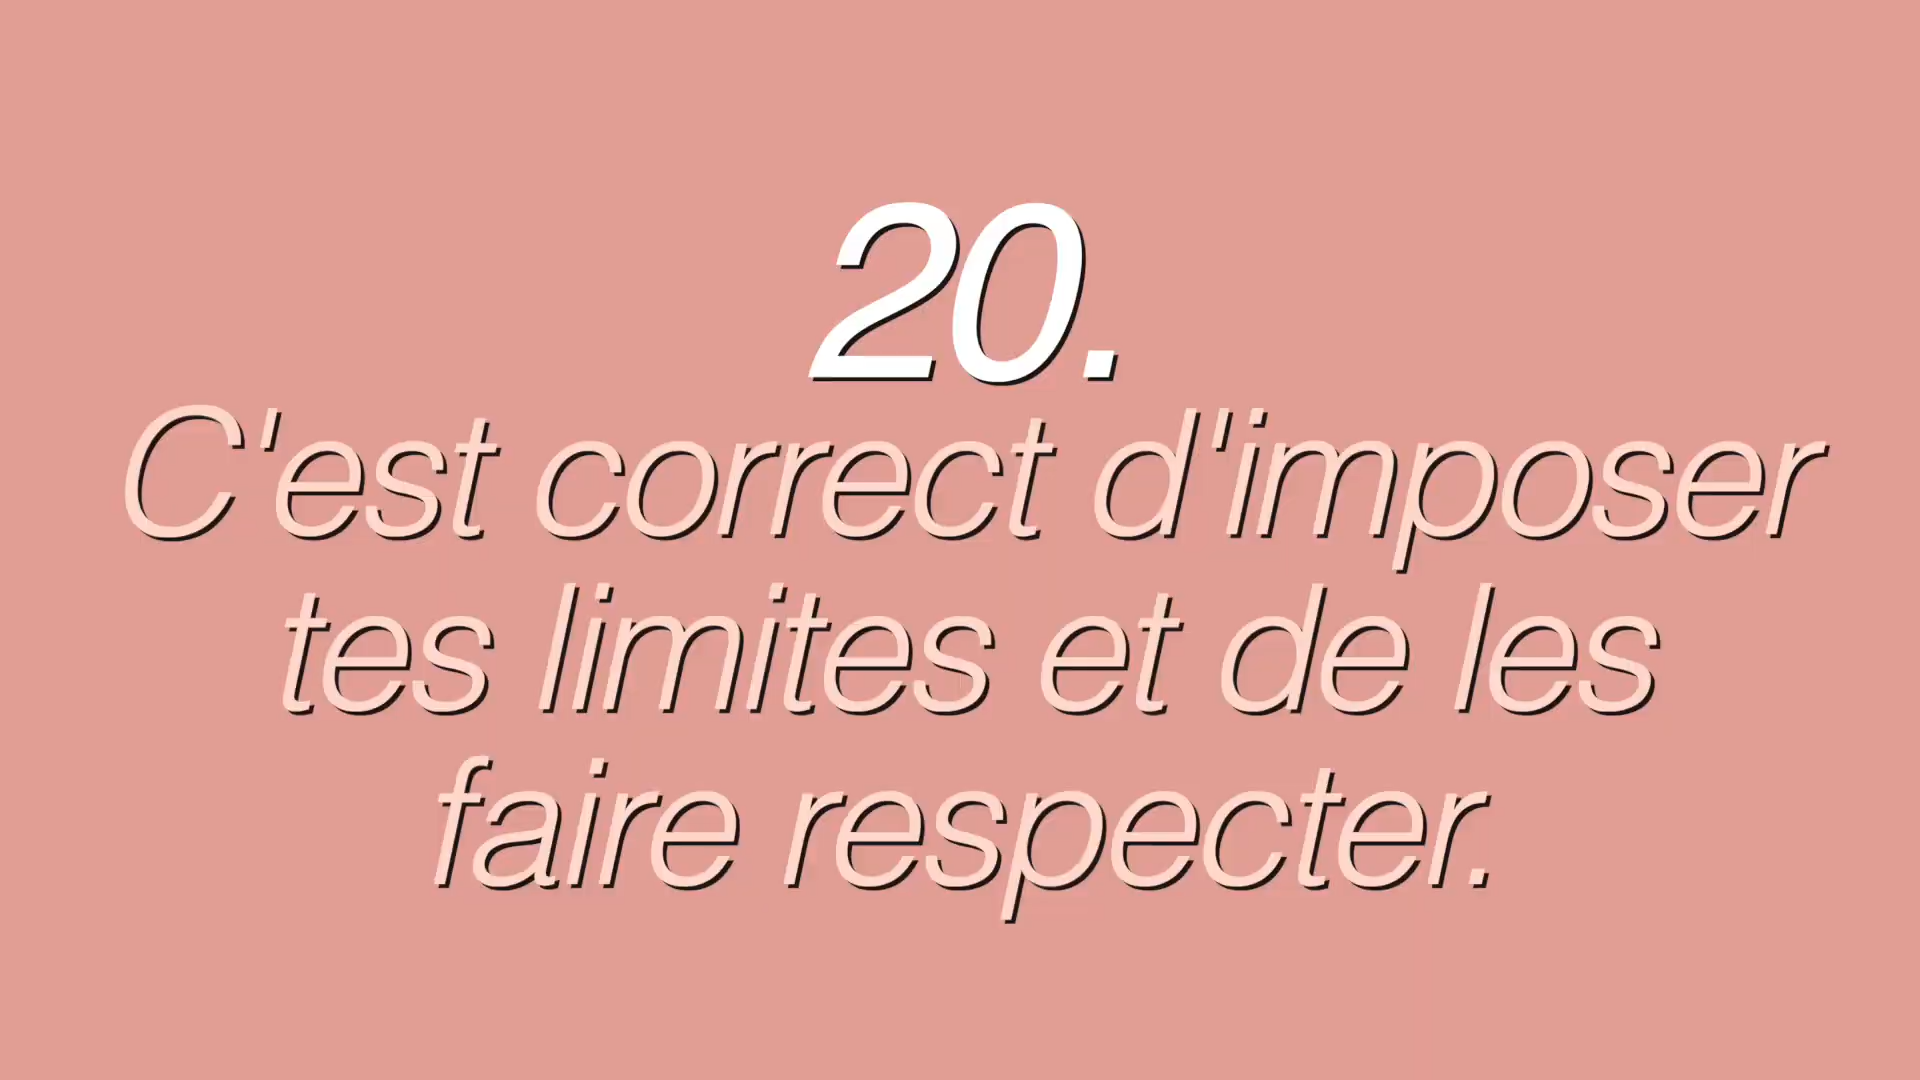 20.
C'est correct d'imposer
tes limites et de les
faire respecter.